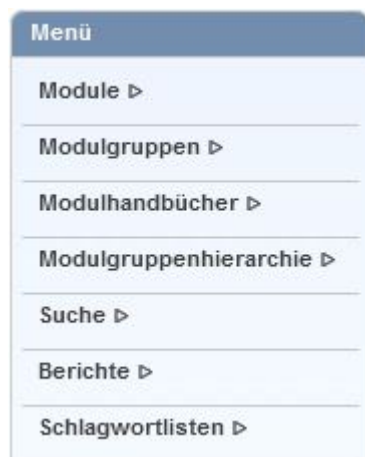 Menü
Module
Modulgruppen
Modulhandbücher
Modulgruppenhierarchie
Suche
Berichte
Schlagwortlisten